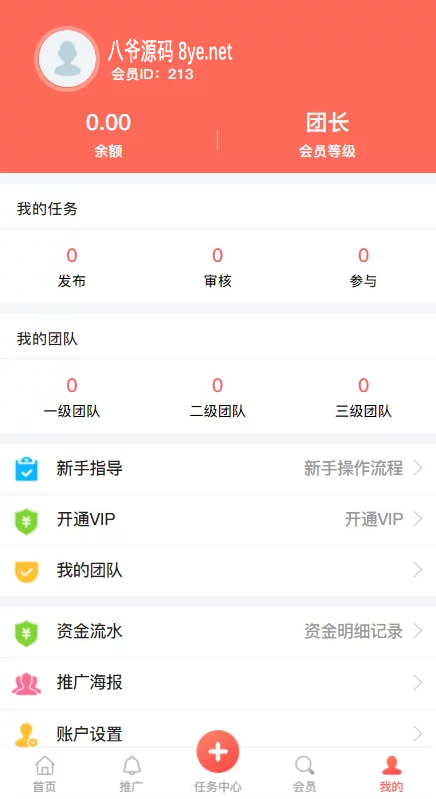 八爷源码 8ye.net
会员ID：213
0.00 团长
余额 会员等级
我的任务
0 0 0
发布 审核 参与
我的团队
0 0 0
一级团队 二级团队 三级团队
新手指导 新手操作流程
开通VIP 开通VIP
我的团队
资金流水 资金明细记录
推广海报
账户设置
首页 推广 任务中心 会员 我的